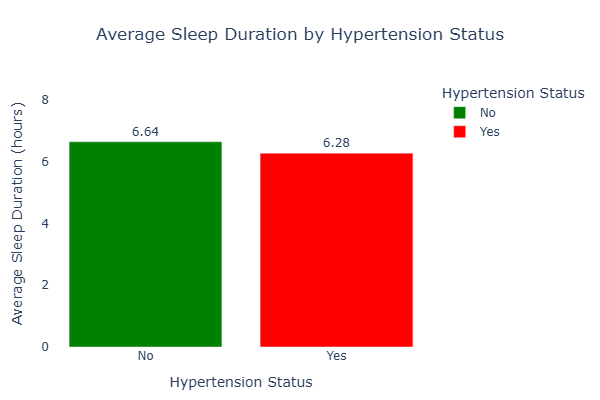 Average Sleep Duration by Hypertension Status
Hypertension Status
No
Yes
Average Sleep Duration (hours)
8
6
4
2
0
6.64
6.28
No
Yes
Hypertension Status